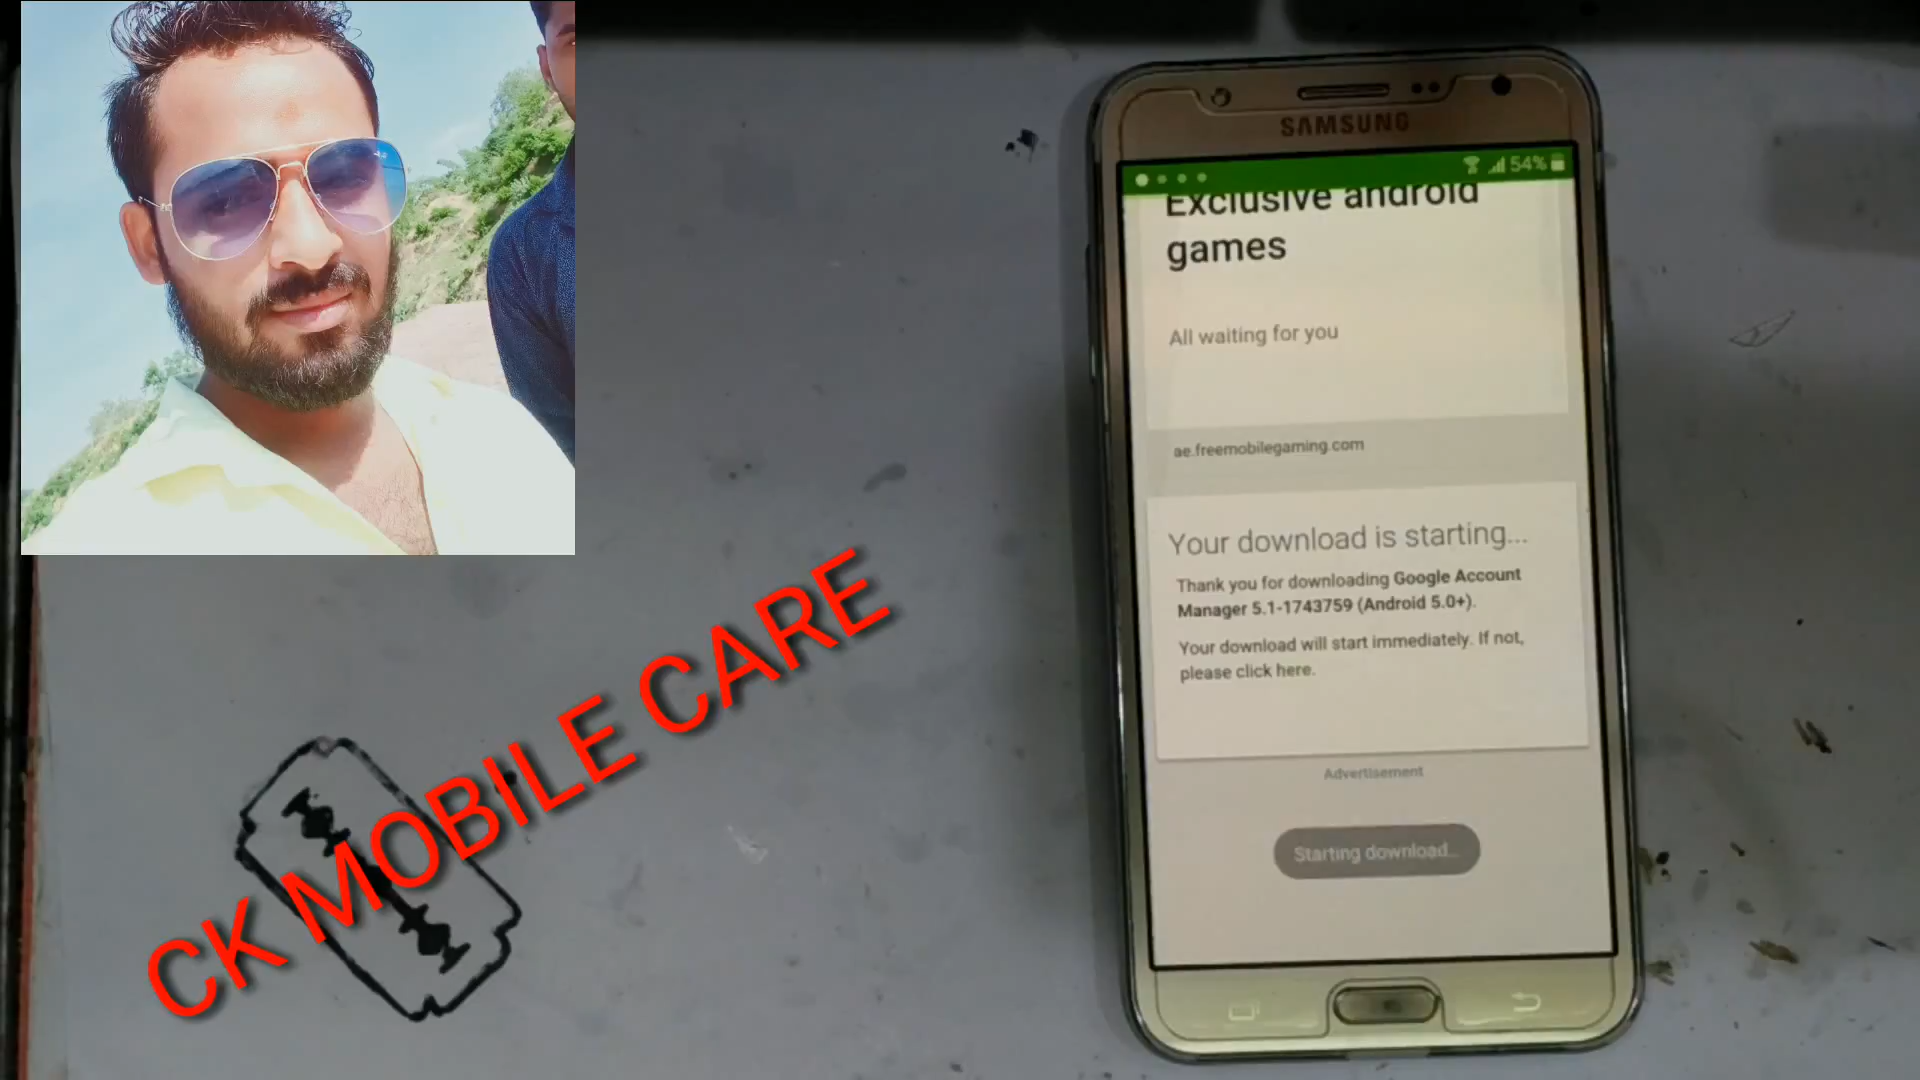 SAMSUNG
54%
Exclusive android
games
All waiting for you
ae.freemobilegaming.com
Your download is starting...
Thank you for downloading Google Account
Manager 5.1-1743759 (Android 5.0+).
Your download will start immediately. If not,
please click here.
Advertisement
Starting download...
CK MOBILE CARE